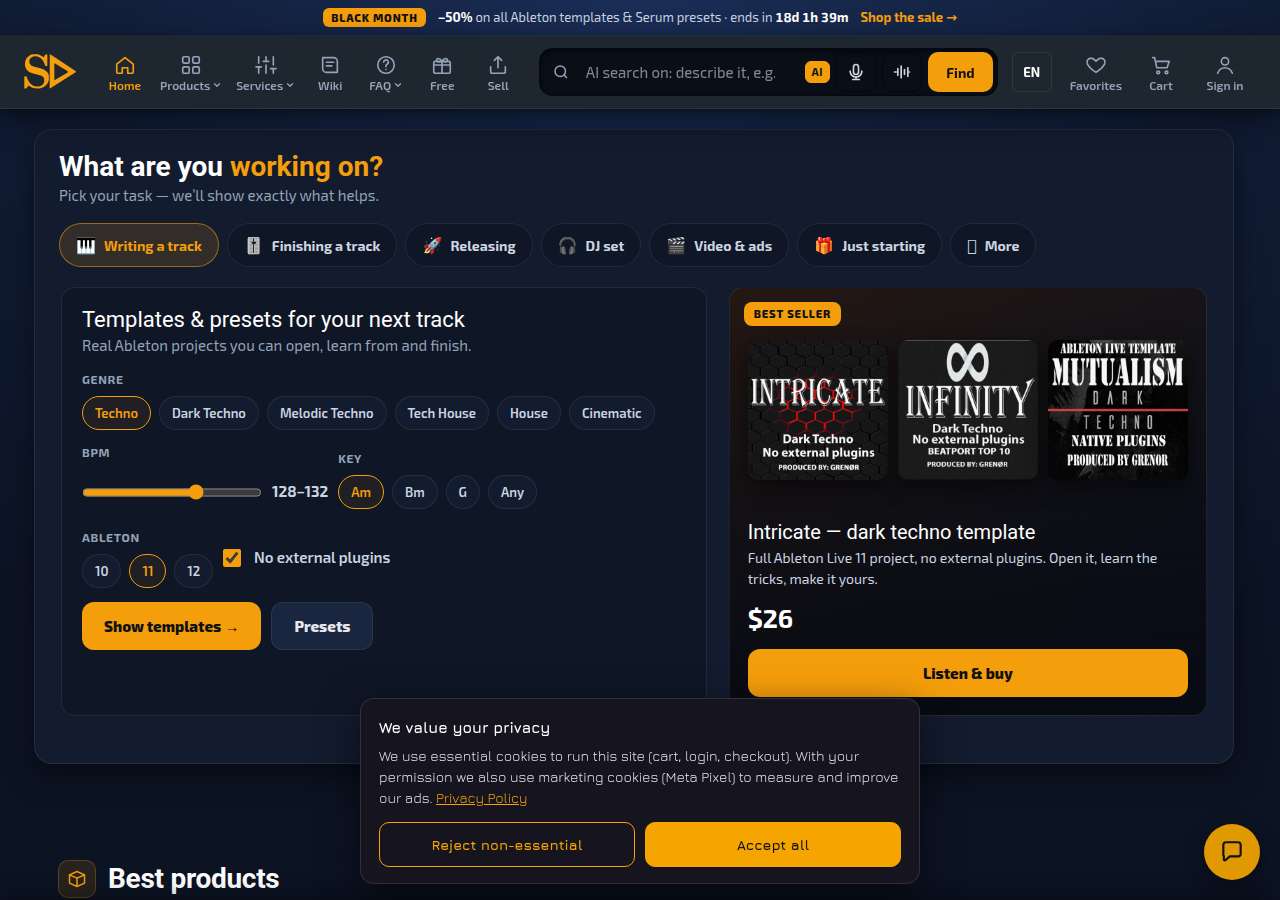 BLACK MONTH −50% on all Ableton templates & Serum presets · ends in 18d 1h 39m Shop the sale →
Home
Products
Services
Wiki
FAQ
Free
Sell
AI search on: describe it, e.g.
AI
Find
EN
Favorites
Cart
Sign in
What are you working on?
Pick your task — we'll show exactly what helps.
Writing a track
Finishing a track
Releasing
DJ set
Video & ads
Just starting
More
Templates & presets for your next track
Real Ableton projects you can open, learn from and finish.
GENRE
Techno
Dark Techno
Melodic Techno
Tech House
House
Cinematic
BPM
128–132
KEY
Am
Bm
G
Any
ABLETON
10
11
12
No external plugins
Show templates →
Presets
BEST SELLER
INTRICATE
Dark Techno
No external plugins
PRODUCED BY: GRENØR
INFINITY
Dark Techno
No external plugins
BEATPORT TOP 10
PRODUCED BY: GRENØR
ABLETON LIVE TEMPLATE
MUTUALISM
DARK
TECHNO
NATIVE PLUGINS
PRODUCED BY GRENOR
Intricate — dark techno template
Full Ableton Live 11 project, no external plugins. Open it, learn the
tricks, make it yours.
$26
Listen & buy
We value your privacy
We use essential cookies to run this site (cart, login, checkout). With your
permission we also use marketing cookies (Meta Pixel) to measure and improve
our ads. Privacy Policy
Reject non-essential
Accept all
Best products